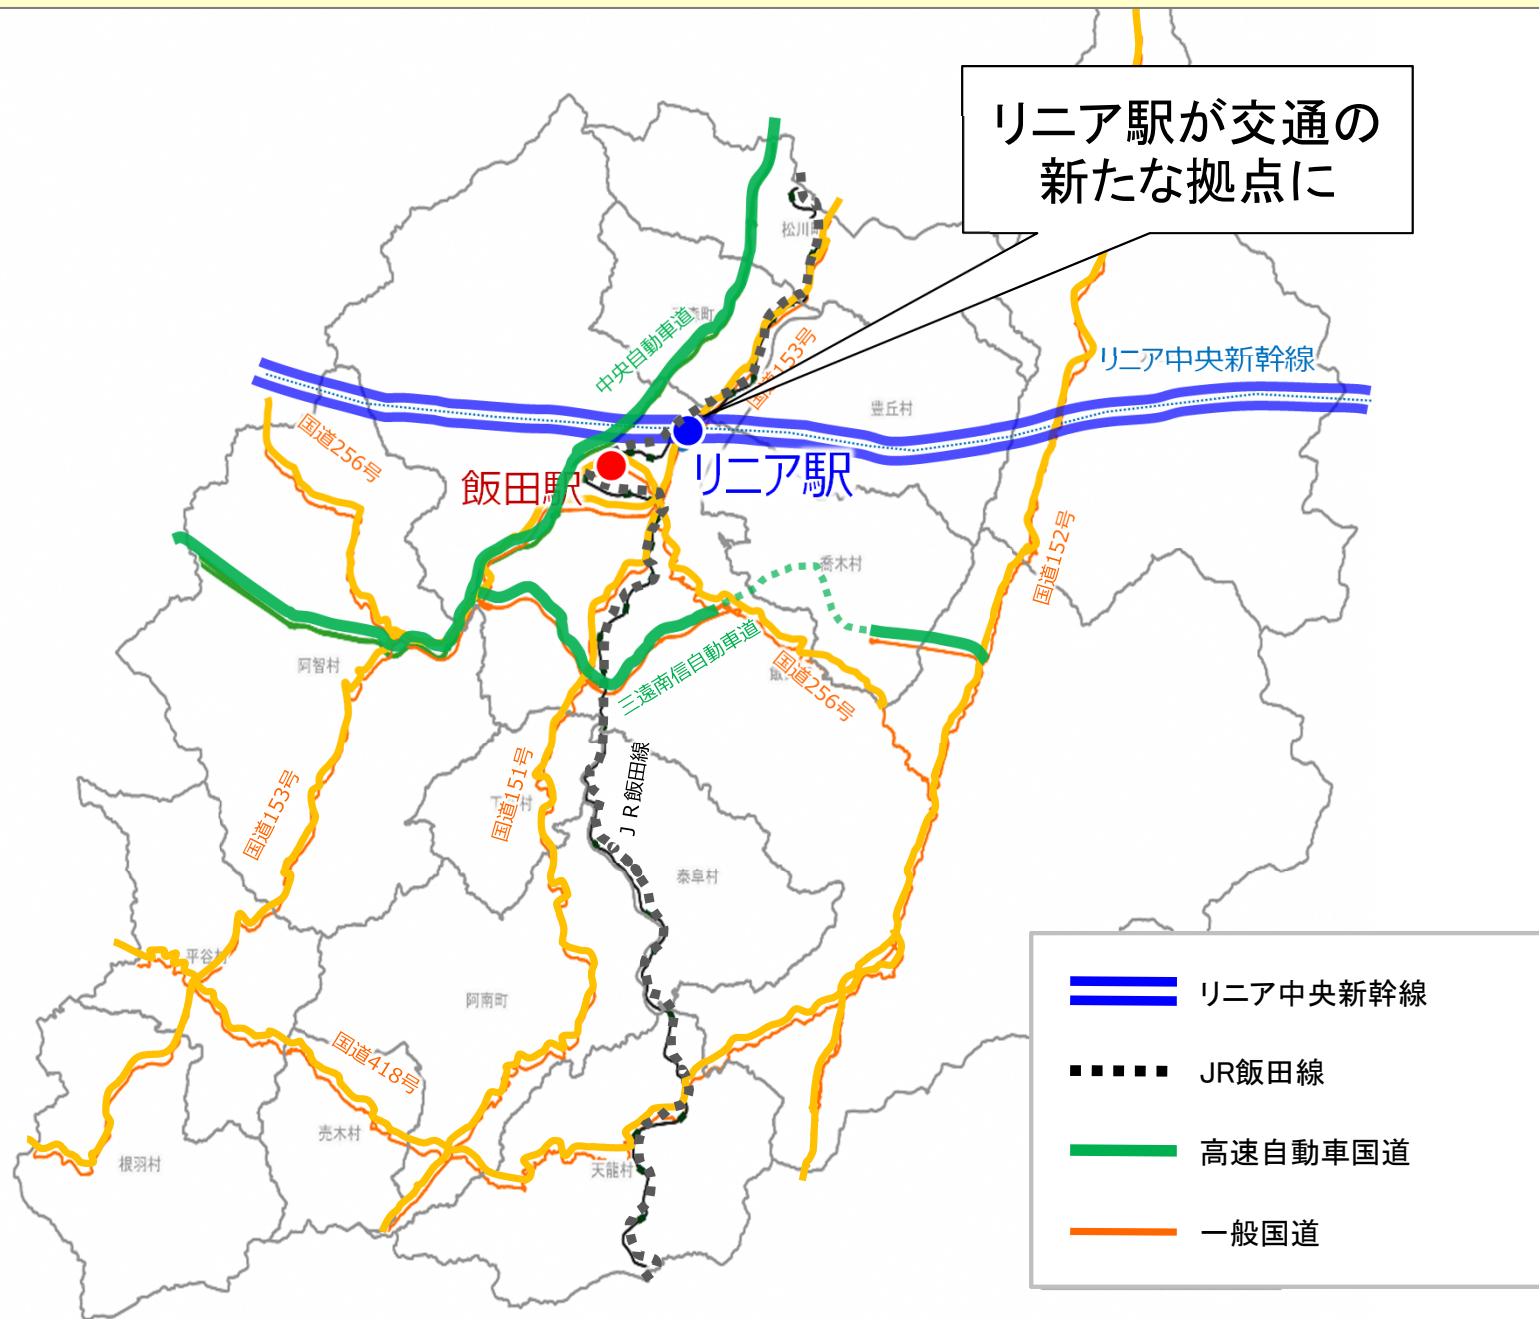 リニア駅が交通の
新たな拠点に
松川町
中央自動車道
国道153号
リニア中央新幹線
豊丘村
国道256号
飯田駅
リニア駅
国道152号
喬木村
阿智村
三遠南信自動車道
国道256号
国道151号
JR飯田線
国道153号
泰阜村
平谷村
阿南町
国道418号
売木村
根羽村
天龍村
リニア中央新幹線
JR飯田線
高速自動車国道
一般国道